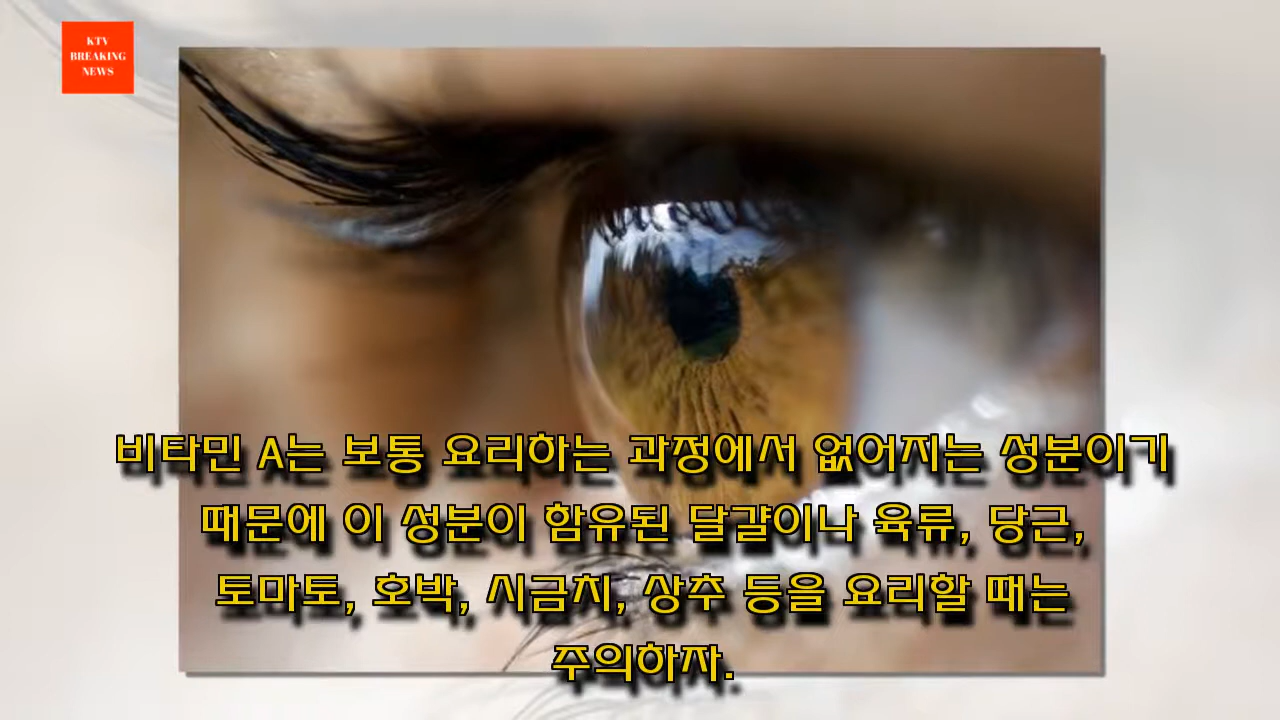 KTV
BREAKING
NEWS
비타민 A는 보통 요리하는 과정에서 없어지는 성분이기
때문에 이 성분이 함유된 달걀이나 육류, 당근,
토마토, 호박, 시금치, 상추 등을 요리할 때는
주의하자.